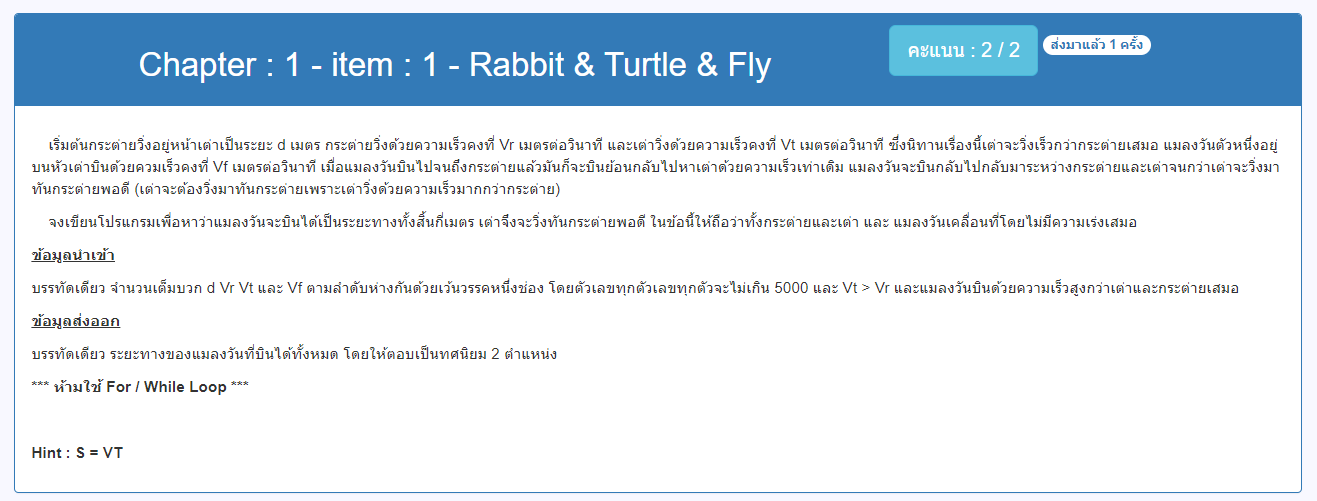 Chapter : 1 - item : 1 - Rabbit & Turtle & Fly
คะแนน : 2 / 2
ส่งมาแล้ว 1 ครั้ง
เริ่มต้นกระต่ายวิ่งอยู่หน้าเต่าเป็นระยะ d เมตร กระต่ายวิ่งด้วยความเร็วคงที่ Vr เมตรต่อวินาที และเต่าวิ่งด้วยความเร็วคงที่ Vt เมตรต่อวินาที ซึ่งนิทานเรื่องนี้เต่าจะวิ่งเร็วกว่ากระต่ายเสมอ แมลงวันตัวหนึ่งอยู่
บนหัวเต่าบินด้วยควมเร็วคงที่ Vf เมตรต่อวินาที เมื่อแมลงวันบินไปจนถึงกระต่ายแล้วมันก็จะบินย้อนกลับไปหาเต่าด้วยความเร็วเท่าเดิม แมลงวันจะบินกลับไปกลับมาระหว่างกระต่ายและเต่าจนกว่าเต่าจะวิ่งมา
ทันกระต่ายพอดี (เต่าจะต้องวิ่งมาทันกระต่ายเพราะเต่าวิ่งด้วยความเร็วมากกว่ากระต่าย)
จงเขียนโปรแกรมเพื่อหาว่าแมลงวันจะบินได้เป็นระยะทางทั้งสิ้นกี่เมตร เต่าจึงจะวิ่งทันกระต่ายพอดี ในข้อนี้ให้ถือว่าทั้งกระต่ายและเต่า และ แมลงวันเคลื่อนที่โดยไม่มีความเร่งเสมอ
ข้อมูลนำเข้า
บรรทัดเดียว จำนวนเต็มบวก d Vr Vt และ Vf ตามลำดับห่างกันด้วยเว้นวรรคหนึ่งช่อง โดยตัวเลขทุกตัวเลขทุกตัวจะไม่เกิน 5000 และ Vt > Vr และแมลงวันบินด้วยความเร็วสูงกว่าเต่าและกระต่ายเสมอ
ข้อมูลส่งออก
บรรทัดเดียว ระยะทางของแมลงวันที่บินได้ทั้งหมด โดยให้ตอบเป็นทศนิยม 2 ตำแหน่ง
*** ห้ามใช้ For / While Loop ***
Hint : S = VT